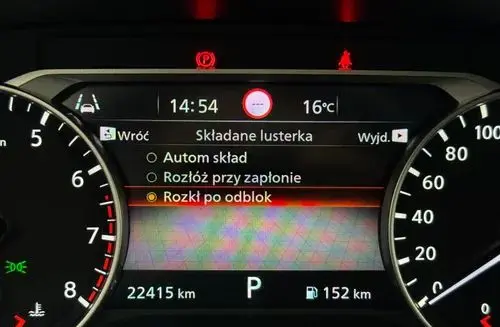 14:54 --- 16°C
Wróć Składane lusterka Wyjd.
Autom skład
Rozłóż przy zapłonie
Rozkł po odblok
22415 km P 152 km
5
6
7
8
100
80
60
40
20
0